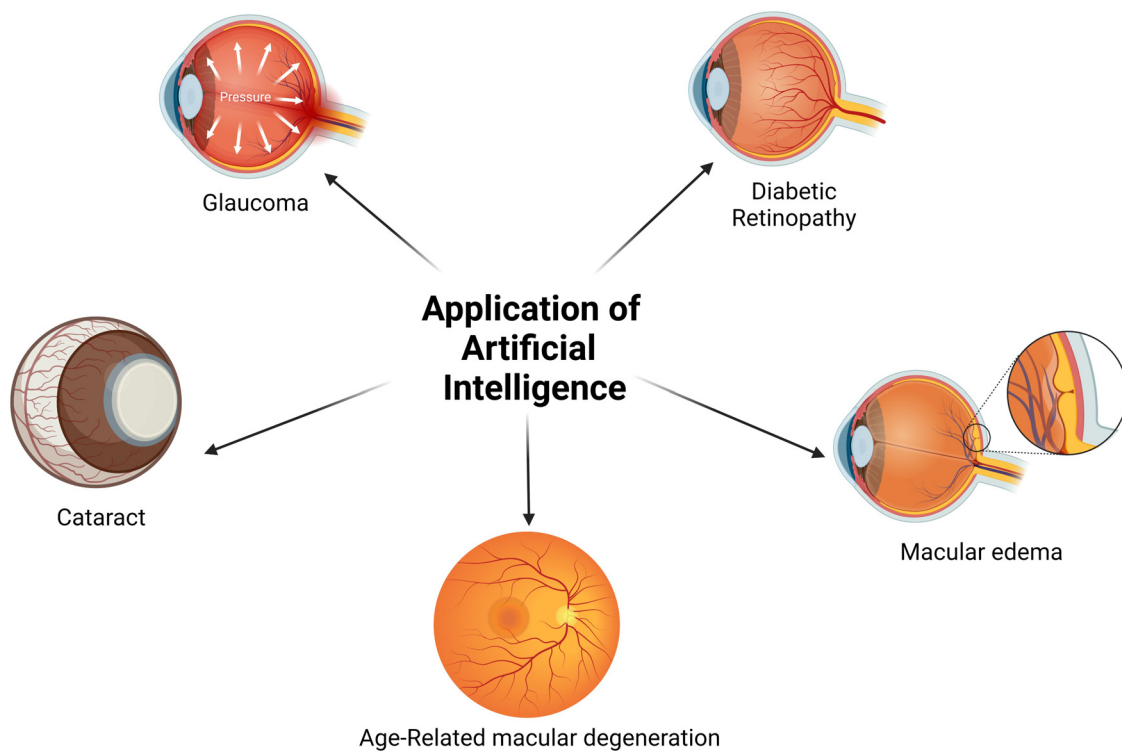 Pressure
Glaucoma
Diabetic
Retinopathy
Application of
Artificial
Intelligence
Cataract
Macular edema
Age-Related macular degeneration